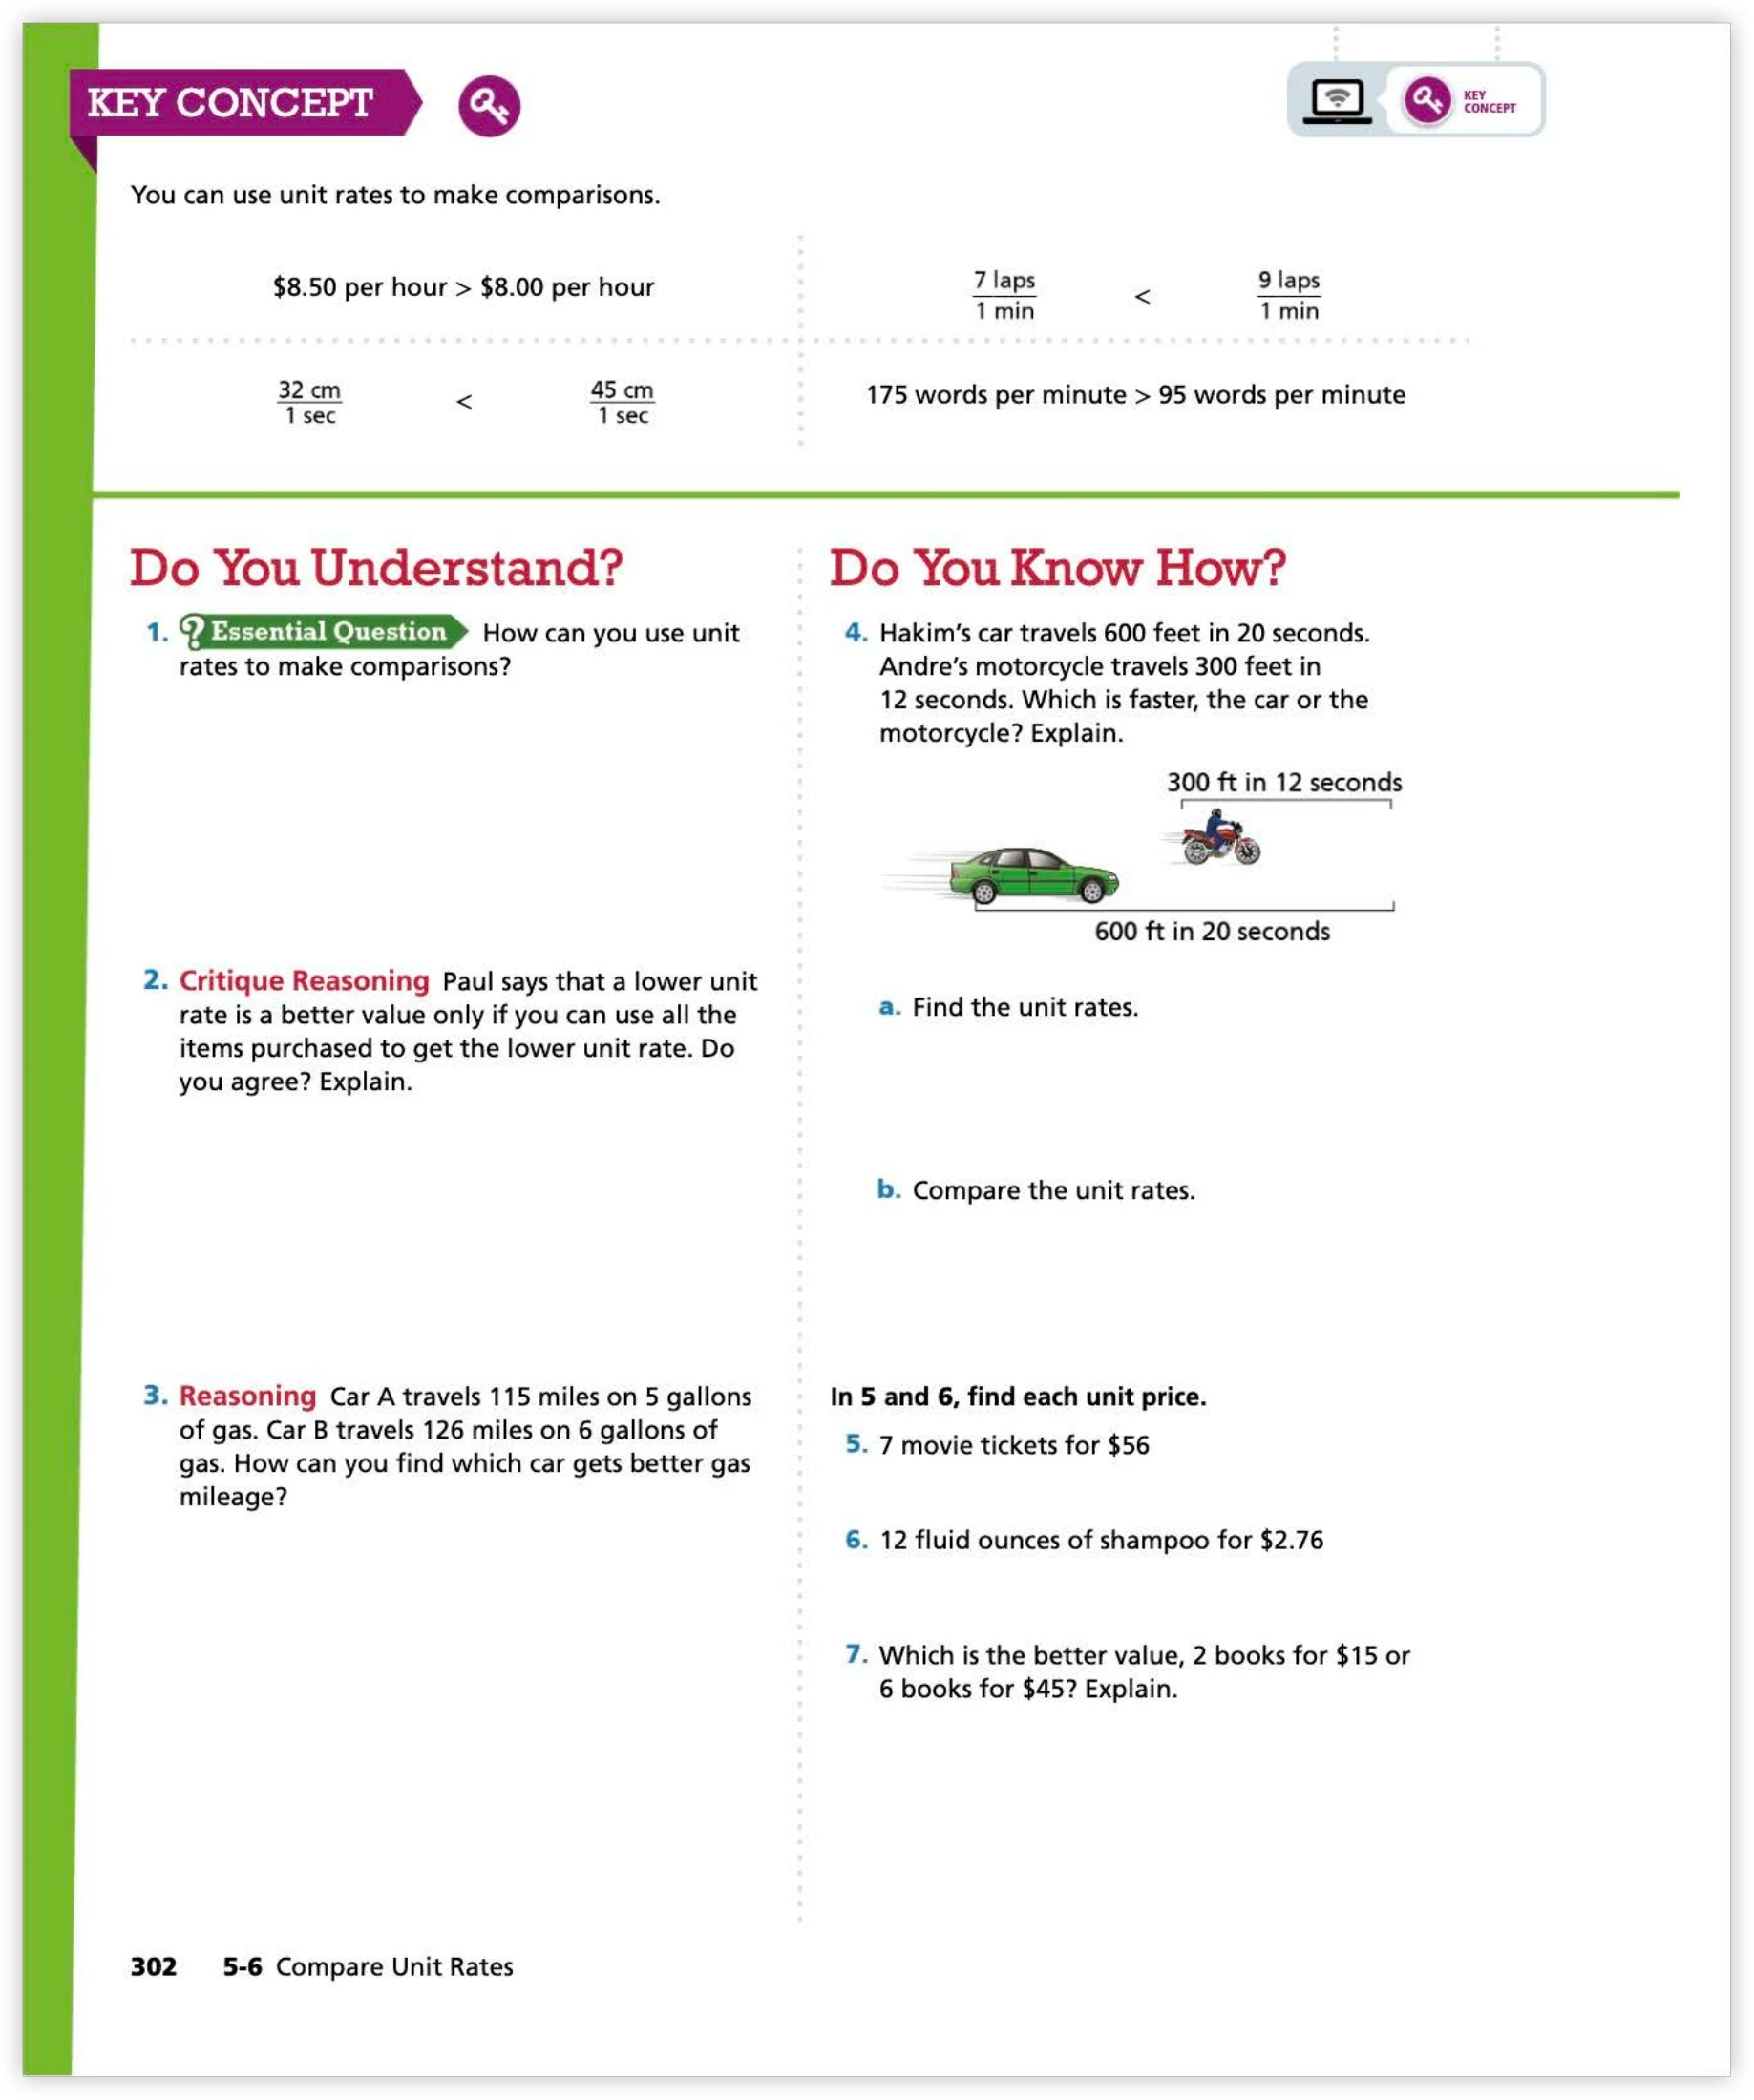 KEY CONCEPT
KEY
CONCEPT
You can use unit rates to make comparisons.
$8.50 per hour > $8.00 per hour
7 laps
1 min
<
9 laps
1 min
32 cm
1 sec
<
45 cm
1 sec
175 words per minute > 95 words per minute
Do You Understand?
1. ? Essential Question How can you use unit
rates to make comparisons?
2. Critique Reasoning Paul says that a lower unit
rate is a better value only if you can use all the
items purchased to get the lower unit rate. Do
you agree? Explain.
3. Reasoning Car A travels 115 miles on 5 gallons
of gas. Car B travels 126 miles on 6 gallons of
gas. How can you find which car gets better gas
mileage?
Do You Know How?
4. Hakim's car travels 600 feet in 20 seconds.
Andre's motorcycle travels 300 feet in
12 seconds. Which is faster, the car or the
motorcycle? Explain.
300 ft in 12 seconds
600 ft in 20 seconds
a. Find the unit rates.
b. Compare the unit rates.
In 5 and 6, find each unit price.
5. 7 movie tickets for $56
6. 12 fluid ounces of shampoo for $2.76
7. Which is the better value, 2 books for $15 or
6 books for $45? Explain.
302 5-6 Compare Unit Rates